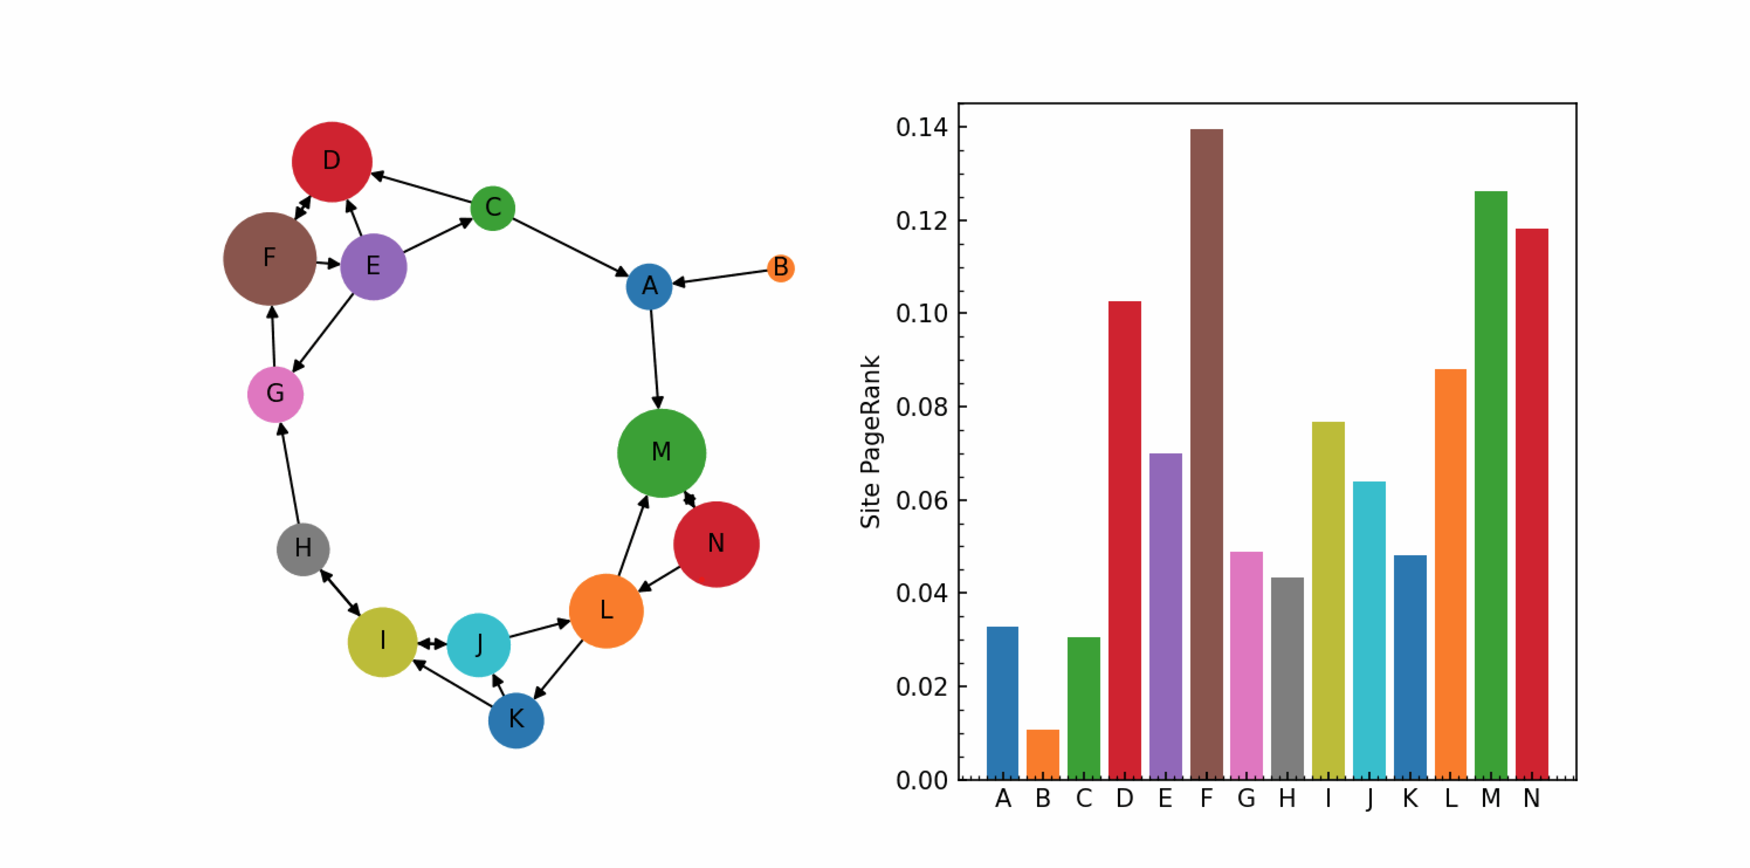 D
C
F
E
B
A
G
M
N
H
L
I
J
K
Site PageRank
0.14
0.12
0.10
0.08
0.06
0.04
0.02
0.00
A B C D E F G H I J K L M N